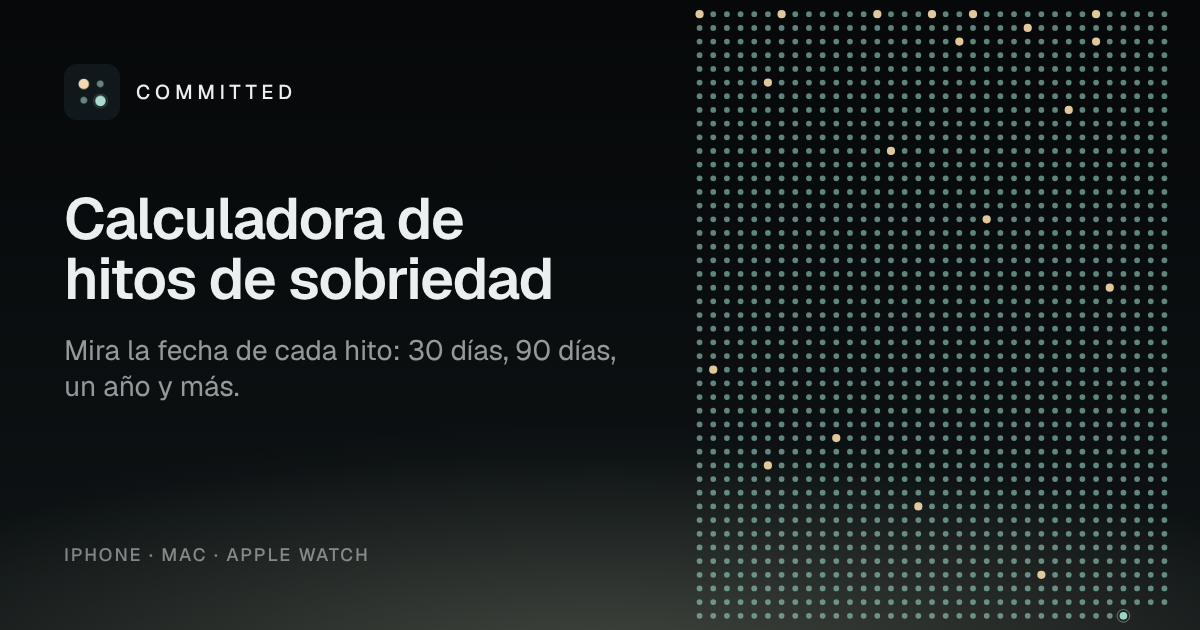 COMMITTED
Calculadora de
hitos de sobriedad
Mira la fecha de cada hito: 30 días, 90 días,
un año y más.
IPHONE · MAC · APPLE WATCH